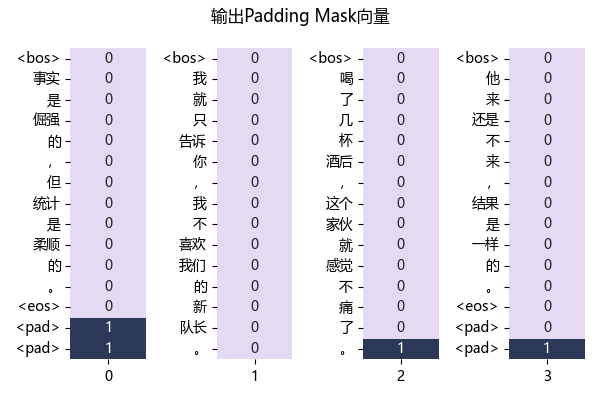 输出Padding Mask向量
<bos> 0
事实 0
是 0
倔强 0
的 0
， 0
但 0
统计 0
是 0
柔顺 0
的 0
。 0
<eos> 0
<pad> 1
<pad> 1
0
<bos> 0
我 0
就 0
只 0
告诉 0
你 0
， 0
我 0
不 0
喜欢 0
我们 0
的 0
新 0
队长 0
。 0
1
<bos> 0
喝 0
了 0
几 0
杯 0
酒后 0
， 0
这个 0
家伙 0
就 0
感觉 0
不 0
痛 0
了 0
。 1
2
<bos> 0
他 0
来 0
还是 0
不 0
来 0
， 0
结果 0
是 0
一样 0
的 0
。 0
<eos> 0
<pad> 0
<pad> 1
3